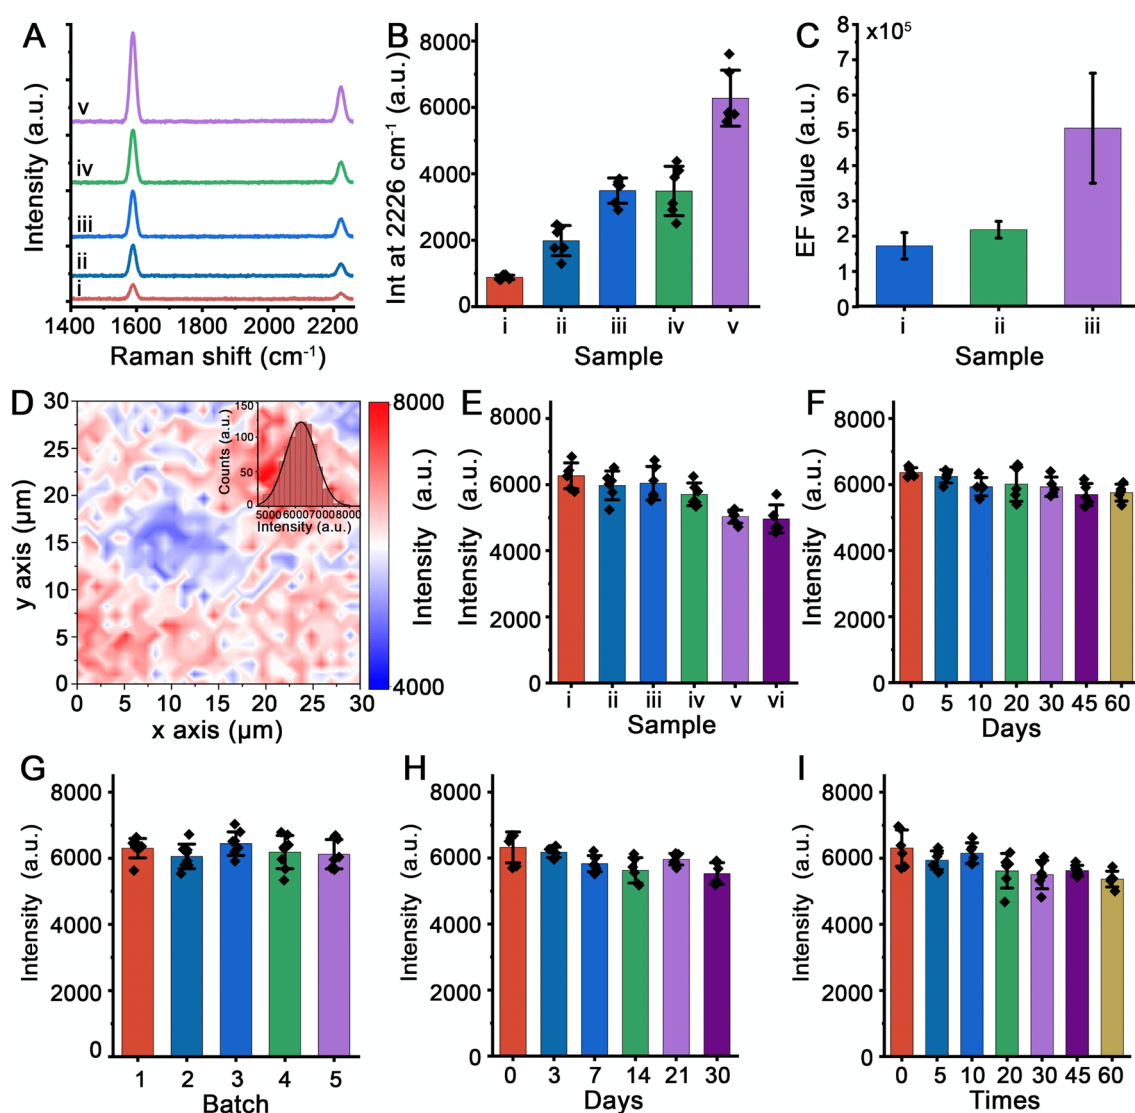 A
Intensity (a.u.)
v
iv
iii
ii
i
1400 1600 1800 2000 2200
Raman shift (cm⁻¹)
B
Int at 2226 cm⁻¹ (a.u.)
8000
6000
4000
2000
0
i ii iii iv v
Sample
C
x10⁵
EF value (a.u.)
8
7
6
5
4
3
2
1
0
i ii iii
Sample
D
y axis (μm)
30
25
20
15
10
5
0
0 5 10 15 20 25 30
x axis (μm)
Counts (a.u.)
150
100
50
0
5000 6000 7000 8000
Intensity (a.u.)
8000
4000
Intensity (a.u.)
E
Intensity (a.u.)
8000
6000
4000
2000
0
i ii iii iv v vi
Sample
F
Intensity (a.u.)
8000
6000
4000
2000
0
0 5 10 20 30 45 60
Days
G
Intensity (a.u.)
8000
6000
4000
2000
0
1 2 3 4 5
Batch
H
Intensity (a.u.)
8000
6000
4000
2000
0
0 3 7 14 21 30
Days
I
Intensity (a.u.)
8000
6000
4000
2000
0
0 5 10 20 30 45 60
Times